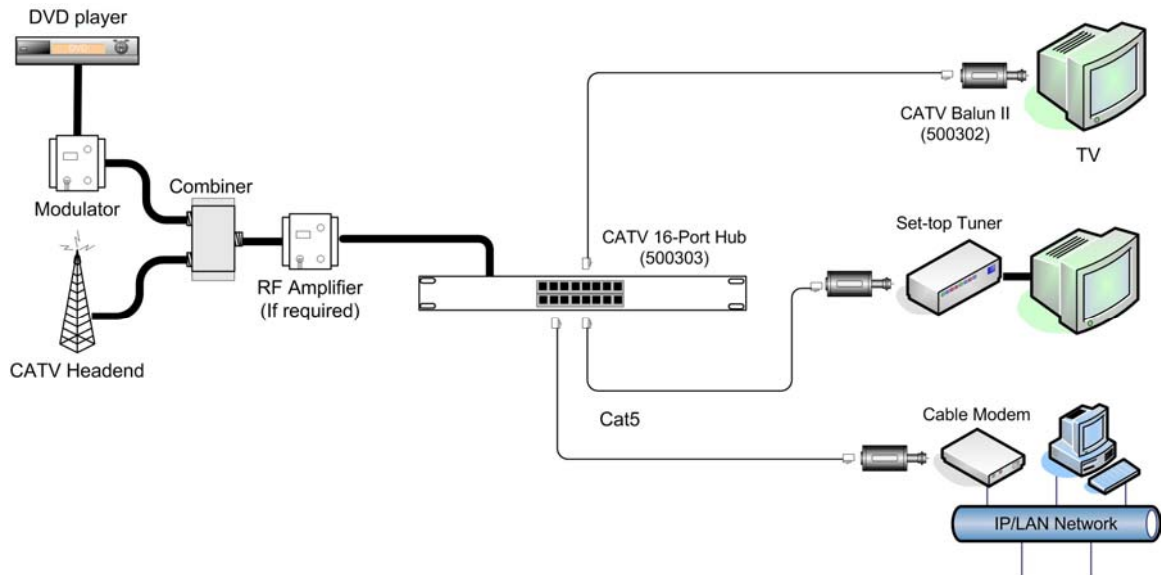 DVD player
DVD
Modulator
Combiner
CATV Headend
RF Amplifier
(If required)
CATV 16-Port Hub
(500303)
Cat5
CATV Balun II
(500302)
TV
Set-top Tuner
Cable Modem
IP/LAN Network